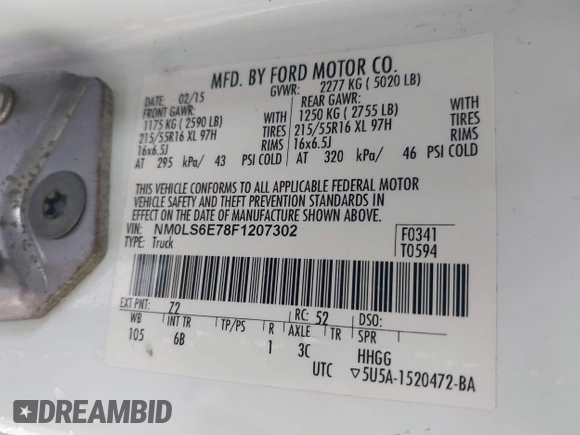 MFD. BY FORD MOTOR CO.
DATE: 02/15 GVWR: 2277 KG ( 5020 LB)
FRONT GAWR: REAR GAWR:
1175 KG ( 2590 LB) WITH 1250 KG ( 2755 LB) WITH
215/55R16 XL 97H TIRES 215/55R16 XL 97H TIRES
16x6.5J RIMS 16x6.5J RIMS
AT 295 kPa/ 43 PSI COLD AT 320 kPa/ 46 PSI COLD
THIS VEHICLE CONFORMS TO ALL APPLICABLE FEDERAL MOTOR
VEHICLE SAFETY AND THEFT PREVENTION STANDARDS IN
EFFECT ON THE DATE OF MANUFACTURE SHOWN ABOVE.
VIN: NM0LS6E78F1207302 F0341
TYPE: Truck T0594
EXT PNT: 72 RC: 52 DSO:
WB INT TR TP/PS R AXLE TR SPR
105 6B 1 3C HHGG
UTC ▽5U5A-1520472-BA
DREAMBID